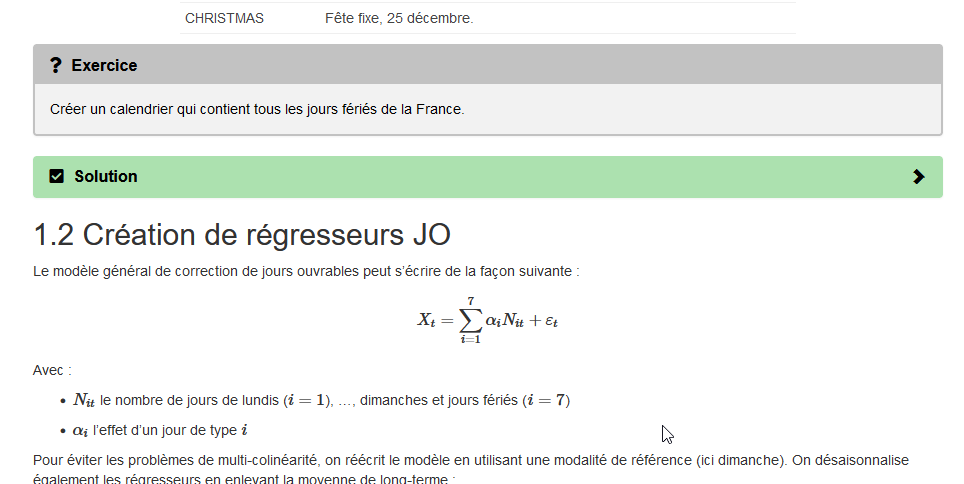 CHRISTMAS Fête fixe, 25 décembre.
? Exercice
Créer un calendrier qui contient tous les jours fériés de la France.
Solution
1.2 Création de régresseurs JO
Le modèle général de correction de jours ouvrables peut s’écrire de la façon suivante :
X_t = ∑_{i=1}^{7} α_i N_{it} + ε_t
Avec :
• N_{it} le nombre de jours de lundis (i = 1), …, dimanches et jours fériés (i = 7)
• α_i l’effet d’un jour de type i
Pour éviter les problèmes de multi-colinéarité, on réécrit le modèle en utilisant une modalité de référence (ici dimanche). On désaisonnalise
également les régresseurs en enlevant la moyenne de long-terme :